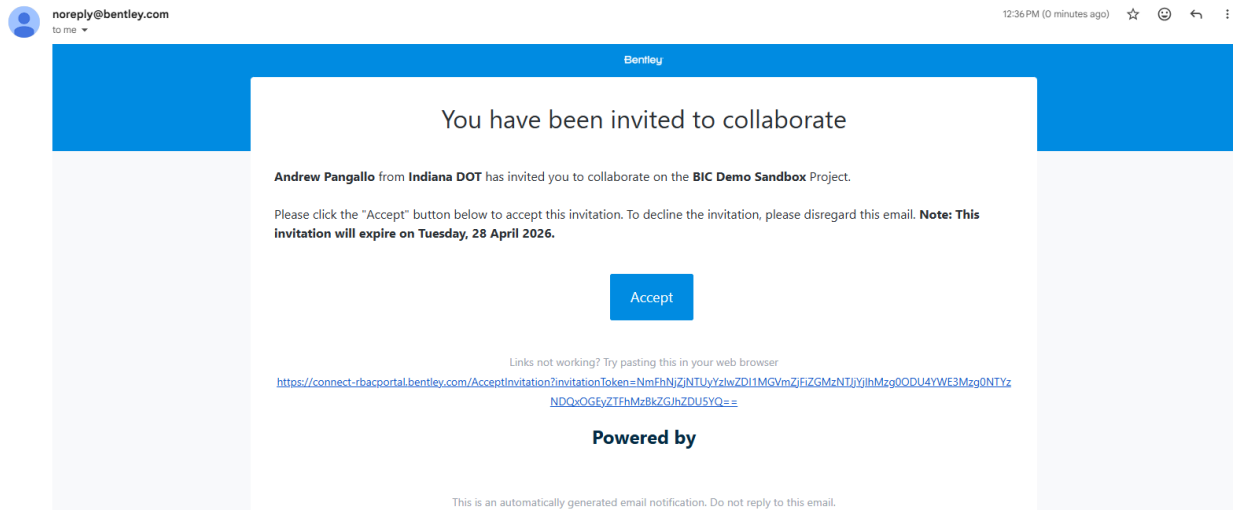 noreply@bentley.com
12:36 PM (0 minutes ago)
to me
Bentley
You have been invited to collaborate
Andrew Pangallo from Indiana DOT has invited you to collaborate on the BIC Demo Sandbox Project.
Please click the "Accept" button below to accept this invitation. To decline the invitation, please disregard this email. Note: This
invitation will expire on Tuesday, 28 April 2026.
Accept
Links not working? Try pasting this in your web browser
https://connect-rbacportal.bentley.com/AcceptInvitation?invitationToken=NmFhNjZjNTUyYzIwZDI1MGVmZjFiZGMzNTJjYjlhMzg0ODU4YWE3Mzg0NTYz
NDQxOGEyZTFhMzBkZGJhZDU5YQ==
Powered by
This is an automatically generated email notification. Do not reply to this email.